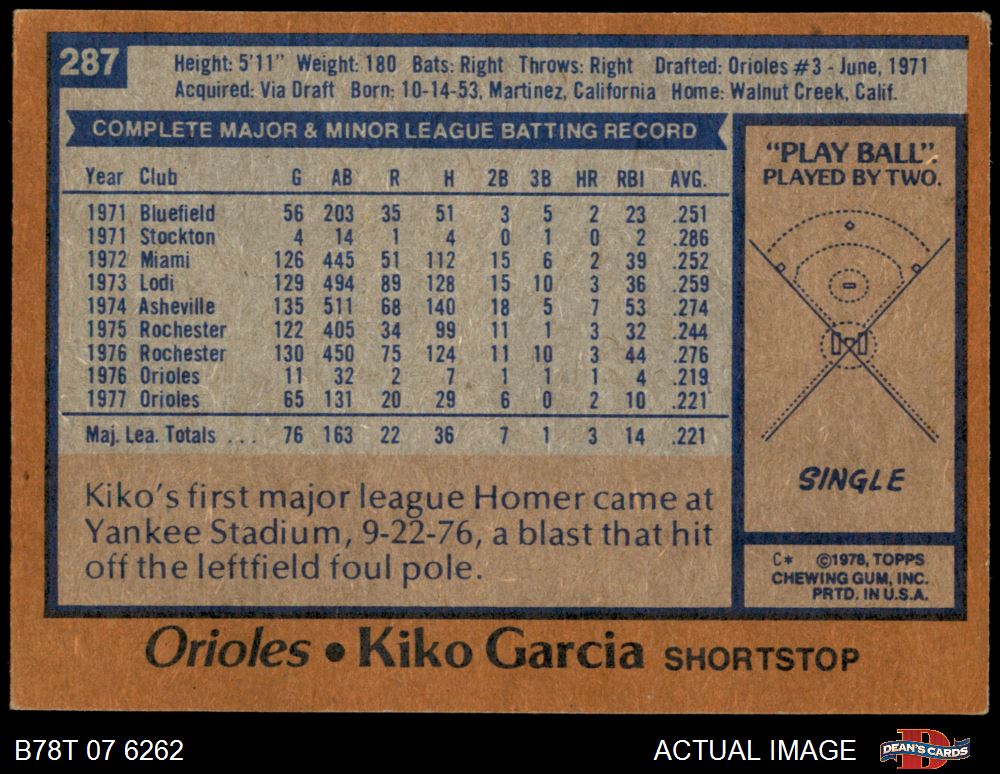 287
Height: 5'11" Weight: 180 Bats: Right Throws: Right Drafted: Orioles #3 - June, 1971
Acquired: Via Draft Born: 10-14-53, Martinez, California Home: Walnut Creek, Calif.
COMPLETE MAJOR & MINOR LEAGUE BATTING RECORD
Year Club G AB R H 2B 3B HR RBI AVG.
1971 Bluefield 56 203 35 51 3 5 2 23 .251
1971 Stockton 4 14 1 4 0 1 0 2 .286
1972 Miami 126 445 51 112 15 6 2 39 .252
1973 Lodi 129 494 89 128 15 10 3 36 .259
1974 Asheville 135 511 68 140 18 5 7 53 .274
1975 Rochester 122 405 34 99 11 1 3 32 .244
1976 Rochester 130 450 75 124 11 10 3 44 .276
1976 Orioles 11 32 2 7 1 1 1 4 .219
1977 Orioles 65 131 20 29 6 0 2 10 .221
Maj. Lea. Totals ... 76 163 22 36 7 1 3 14 .221
Kiko's first major league Homer came at
Yankee Stadium, 9-22-76, a blast that hit
off the leftfield foul pole.
"PLAY BALL"
PLAYED BY TWO.
SINGLE
C* ©1978, TOPPS
CHEWING GUM, INC.
PRTD. IN U.S.A.
Orioles • Kiko Garcia SHORTSTOP
B78T 07 6262
ACTUAL IMAGE
DEAN'S CARDS